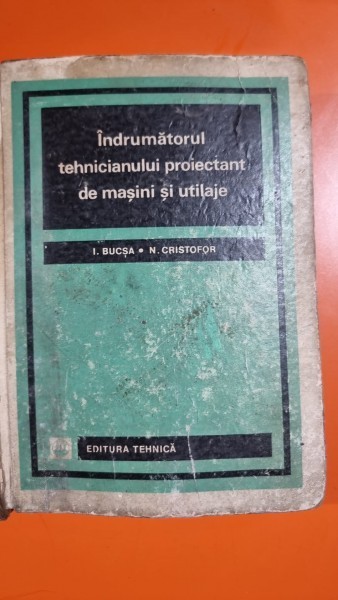 Îndrumătorul
tehnicianului proiectant
de mașini și utilaje
I. BUCȘA • N. CRISTOFOR
EDITURA TEHNICĂ